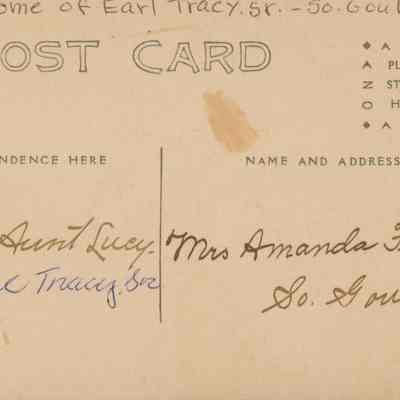 ome of Earl Tracy. Sr. - So. Goul
OST CARD
NDENCE HERE
NAME AND ADDRESS
A
A PL
N ST
O H
A
Aunt Lucy.
Tracey. Sr.
Mrs Amanda F
So. Gou